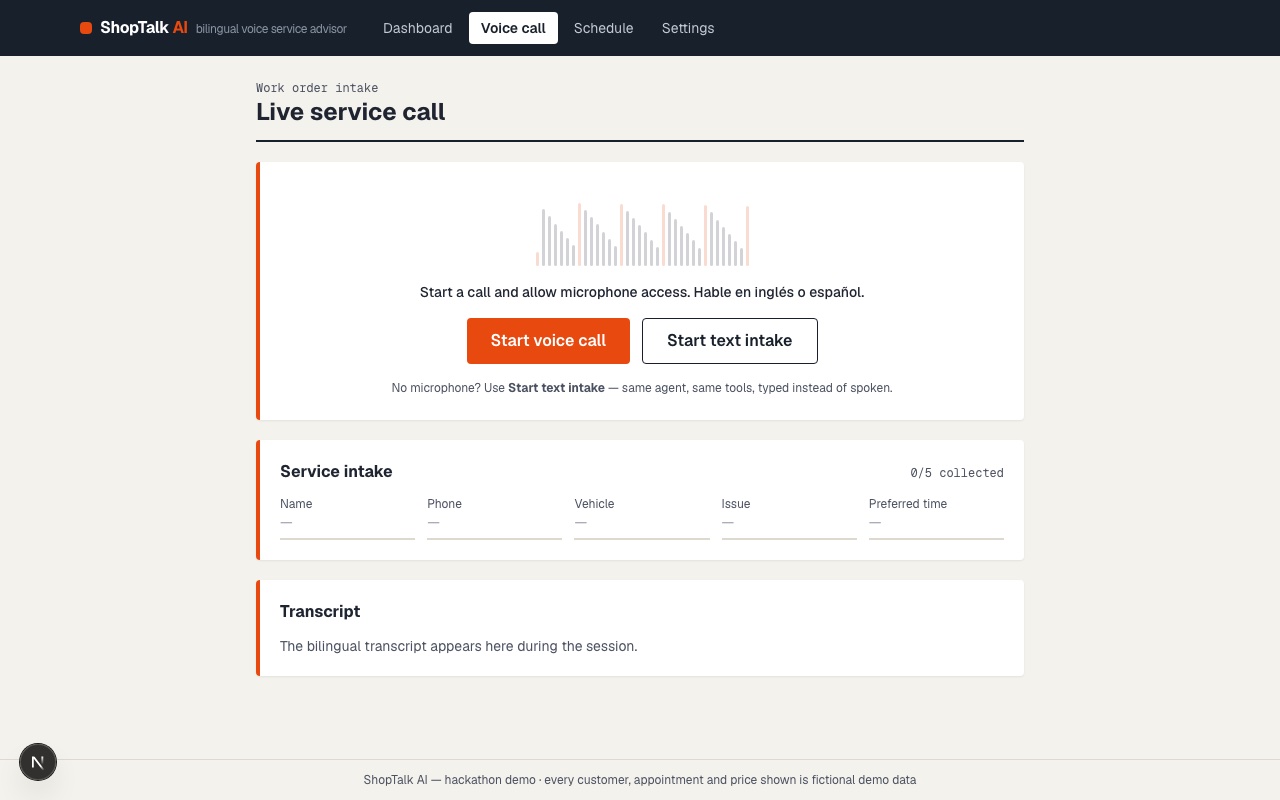 ShopTalk AI bilingual voice service advisor Dashboard Voice call Schedule Settings
Work order intake
Live service call
Start a call and allow microphone access. Hable en inglés o español.
Start voice call Start text intake
No microphone? Use Start text intake — same agent, same tools, typed instead of spoken.
Service intake 0/5 collected
Name Phone Vehicle Issue Preferred time
— — — — —
Transcript
The bilingual transcript appears here during the session.
N
ShopTalk AI — hackathon demo · every customer, appointment and price shown is fictional demo data